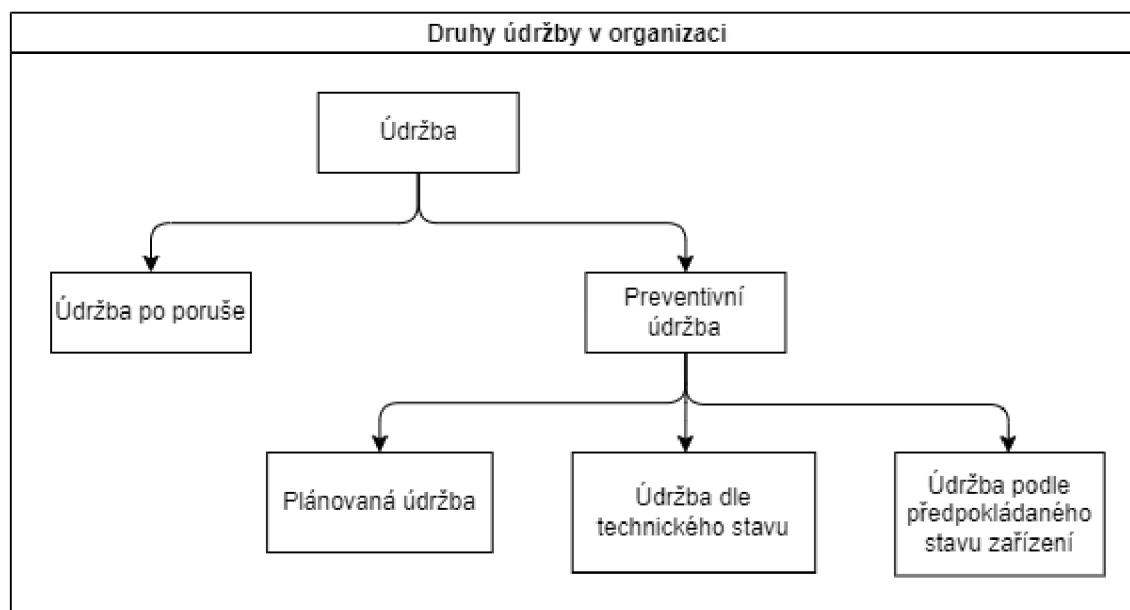 Druhy údržby v organizaci
Údržba
Údržba po poruše
Preventivní
údržba
Plánovaná údržba
Údržba dle
technického stavu
Údržba podle
předpokládaného
stavu zařízení